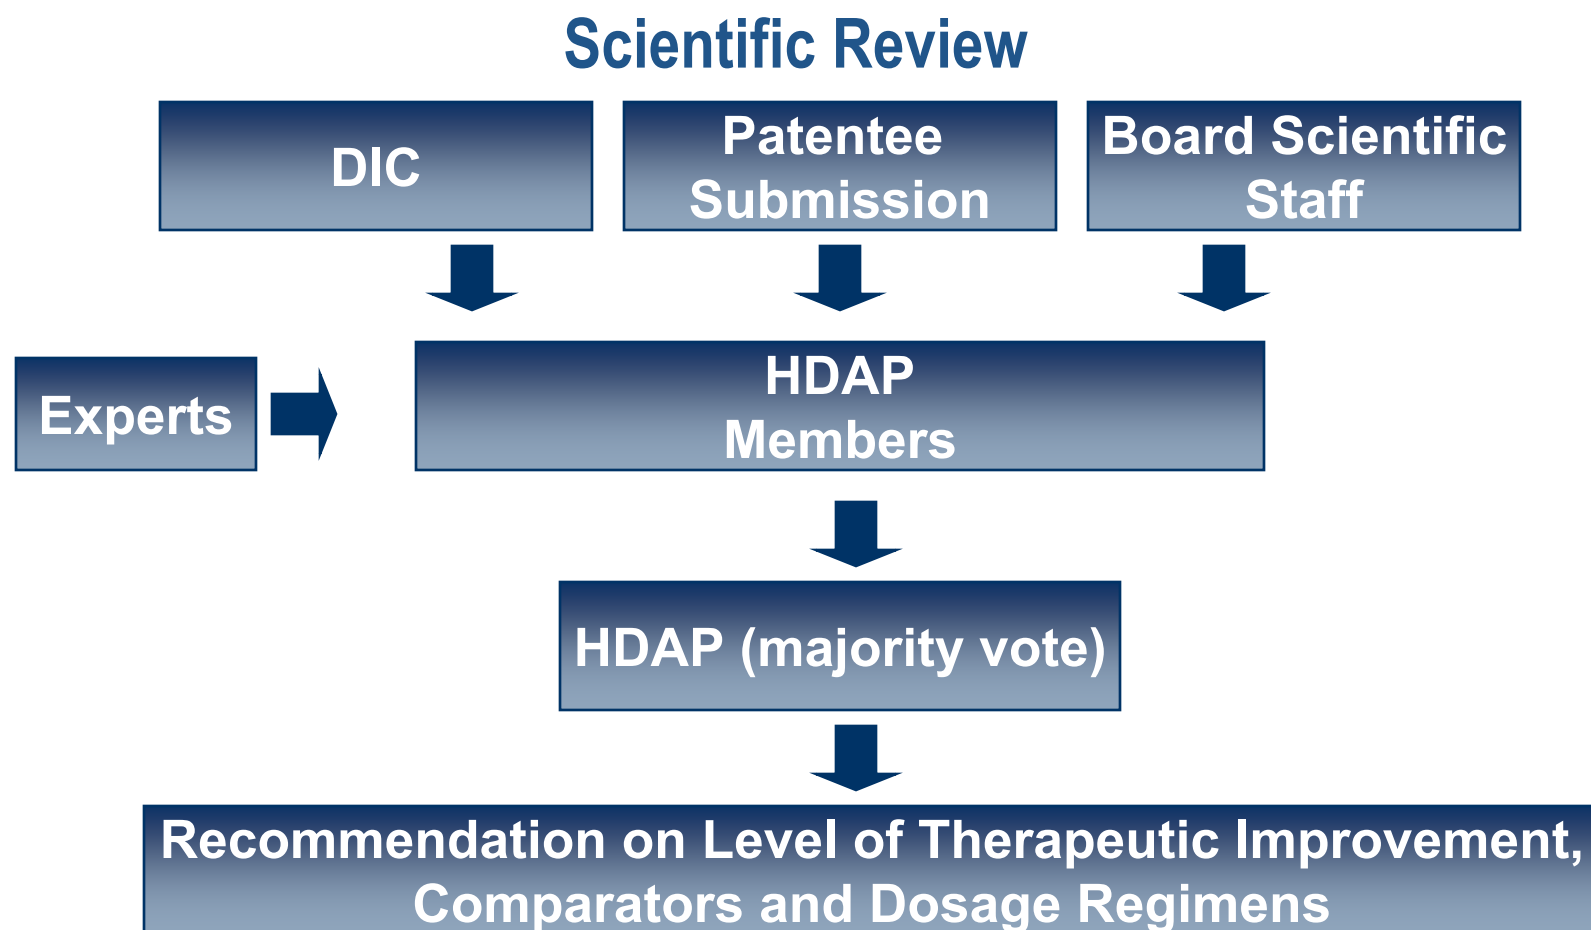 Scientific Review
DIC
Patentee
Submission
Board Scientific
Staff
Experts
HDAP
Members
HDAP (majority vote)
Recommendation on Level of Therapeutic Improvement,
Comparators and Dosage Regimens